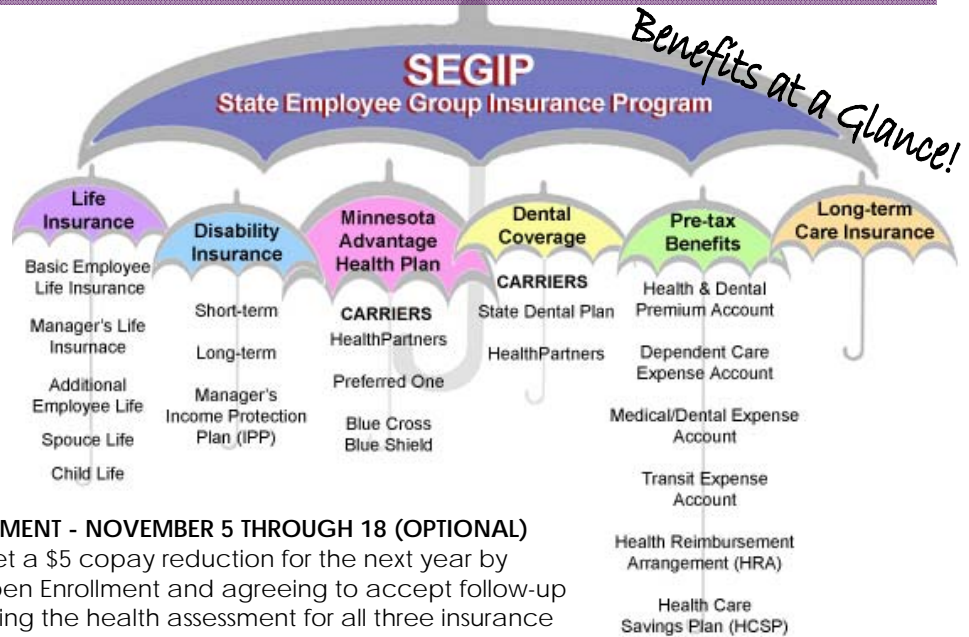 Benefits at a Glance!
SEGIP
State Employee Group Insurance Program
Life
Insurance
Basic Employee
Life Insurance
Manager's Life
Insurnace
Additional
Employee Life
Spouce Life
Child Life
Disability
Insurance
Short-term
Long-term
Manager's
Income Protection
Plan (IPP)
Minnesota
Advantage
Health Plan
CARRIERS
HealthPartners
Preferred One
Blue Cross
Blue Shield
Dental
Coverage
CARRIERS
State Dental Plan
HealthPartners
Pre-tax
Benefits
Health & Dental
Premium Account
Dependent Care
Expense Account
Medical/Dental Expense
Account
Transit Expense
Account
Health Reimbursement
Arrangement (HRA)
Health Care
Savings Plan (HCSP)
Long-term
Care Insurance
MENT - NOVEMBER 5 THROUGH 18 (OPTIONAL)
et a $5 copay reduction for the next year by
en Enrollment and agreeing to accept follow-up
ing the health assessment for all three insurance